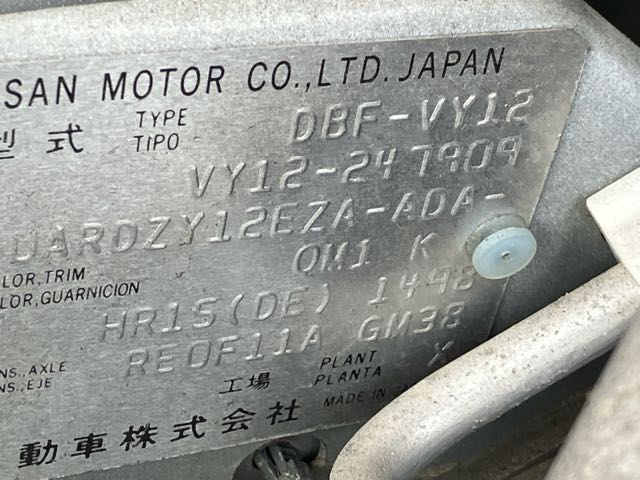 SAN MOTOR CO.,LTD. JAPAN
型式 TYPE TIPO DBF-VY12
VY12-247909
DARDZY12EZA-ADA-
LOR,TRIM QM1 K
LOR,GUARNICION
HR15(DE) 1498
NS.,AXLE RE0F11A GM38
NS.,EJE
工場 PLANT PLANTA X
MADE IN
動車株式会社